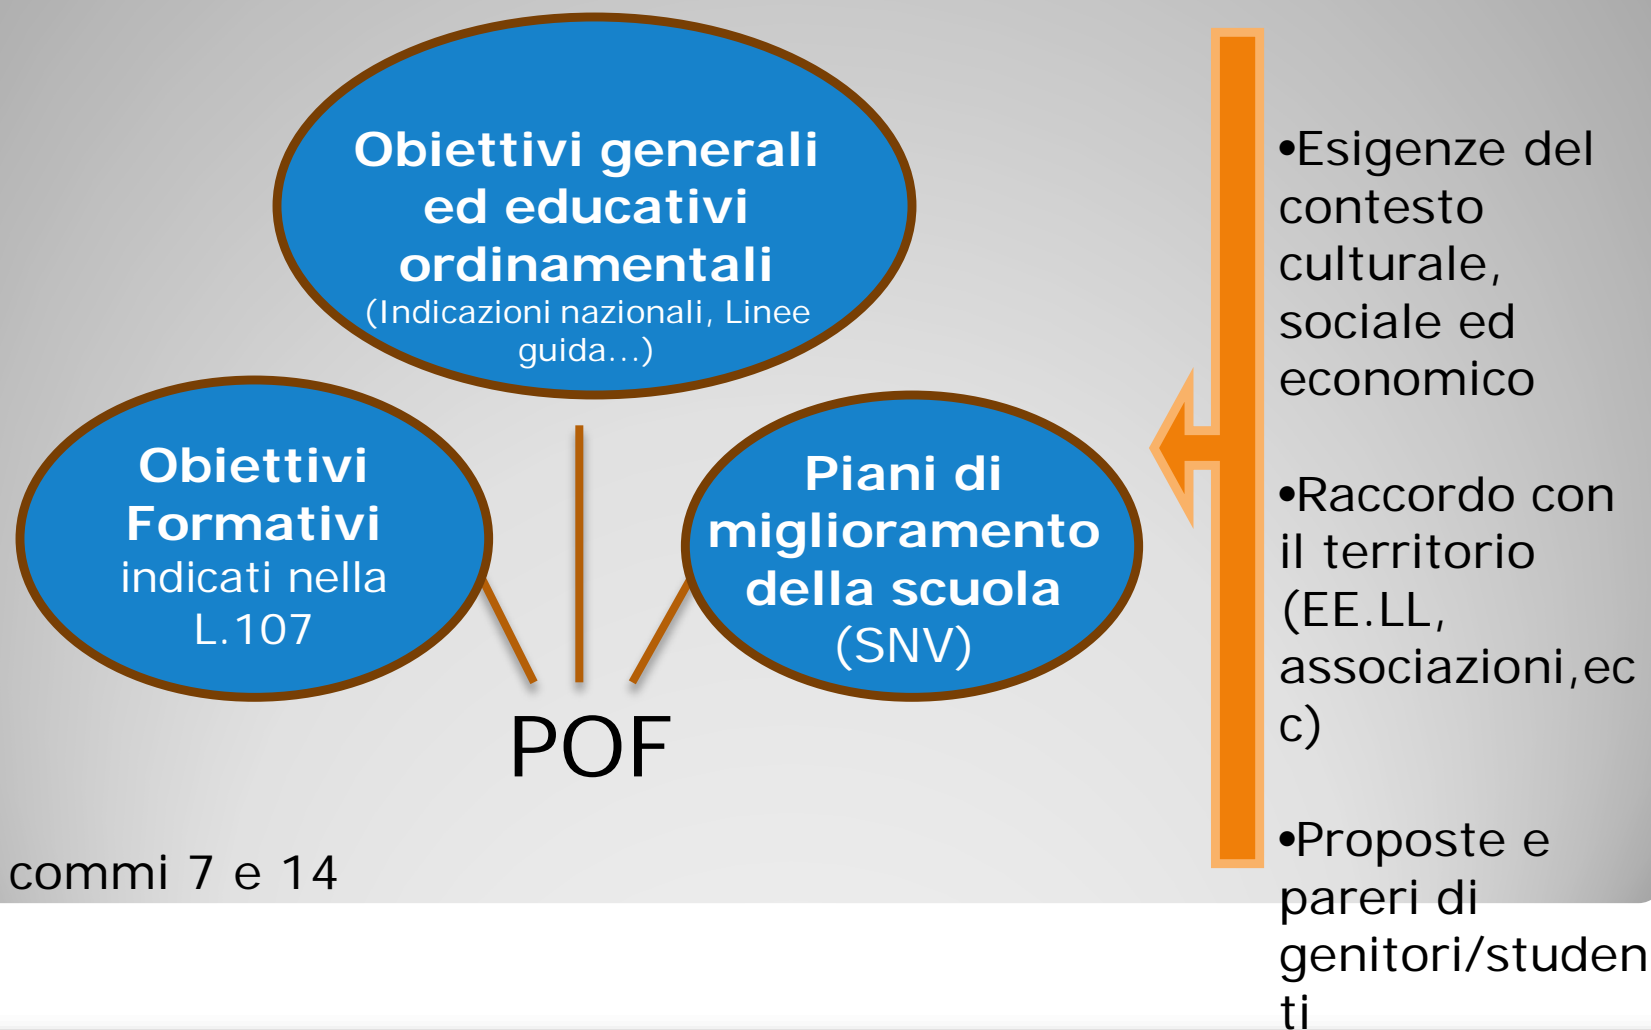 Obiettivi generali
ed educativi
ordinamentali
(Indicazioni nazionali, Linee
guida...)
Obiettivi
Formativi
indicati nella
L.107
Piani di
miglioramento
della scuola
(SNV)
POF
commi 7 e 14
•Esigenze del
contesto
culturale,
sociale ed
economico
•Raccordo con
il territorio
(EE.LL,
associazioni,ec
c)
•Proposte e
pareri di
genitori/studen
ti